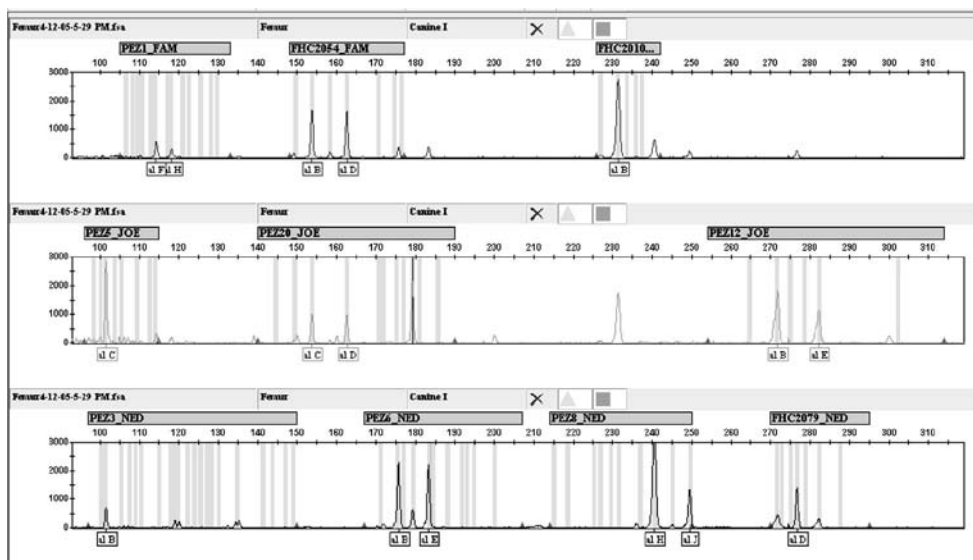 Femur4-12-05-5-29 PM.fsa Femur Canine I
PEZ1_FAM FHC2054_FAM FHC2010...
100 110 120 130 140 150 160 170 180 190 200 210 220 230 240 250 260 270 280 290 300 310
3000
2000
1000
0
al F al H al B al D al B
Femur4-12-05-5-29 PM.fsa Femur Canine I
PEZ5_JOE PEZ20_JOE PEZ12_JOE
100 110 120 130 140 150 160 170 180 190 200 210 220 230 240 250 260 270 280 290 300 310
3000
2000
1000
0
al C al C al D al B al E
Femur4-12-05-5-29 PM.fsa Femur Canine I
PEZ3_NED PEZ6_NED PEZ8_NED FHC2079_NED
100 110 120 130 140 150 160 170 180 190 200 210 220 230 240 250 260 270 280 290 300 310
3000
2000
1000
0
al B al B al E al H al J al D